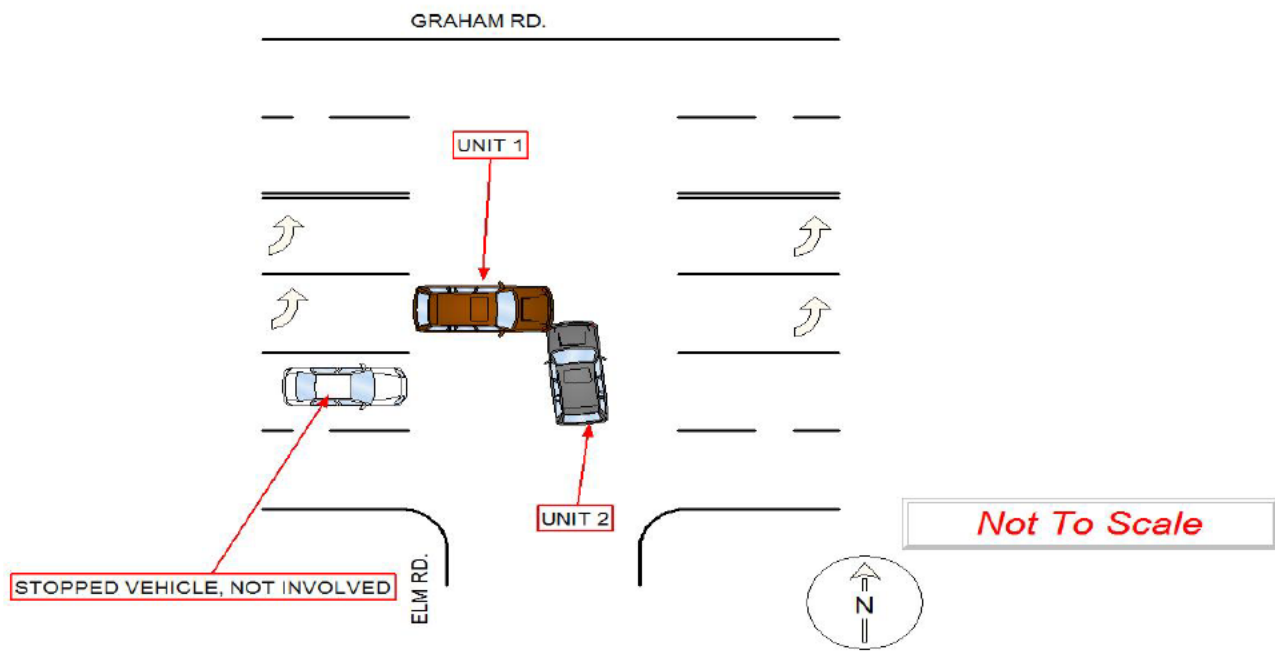 GRAHAM RD.
UNIT 1
UNIT 2
Not To Scale
STOPPED VEHICLE, NOT INVOLVED
ELM RD.
N